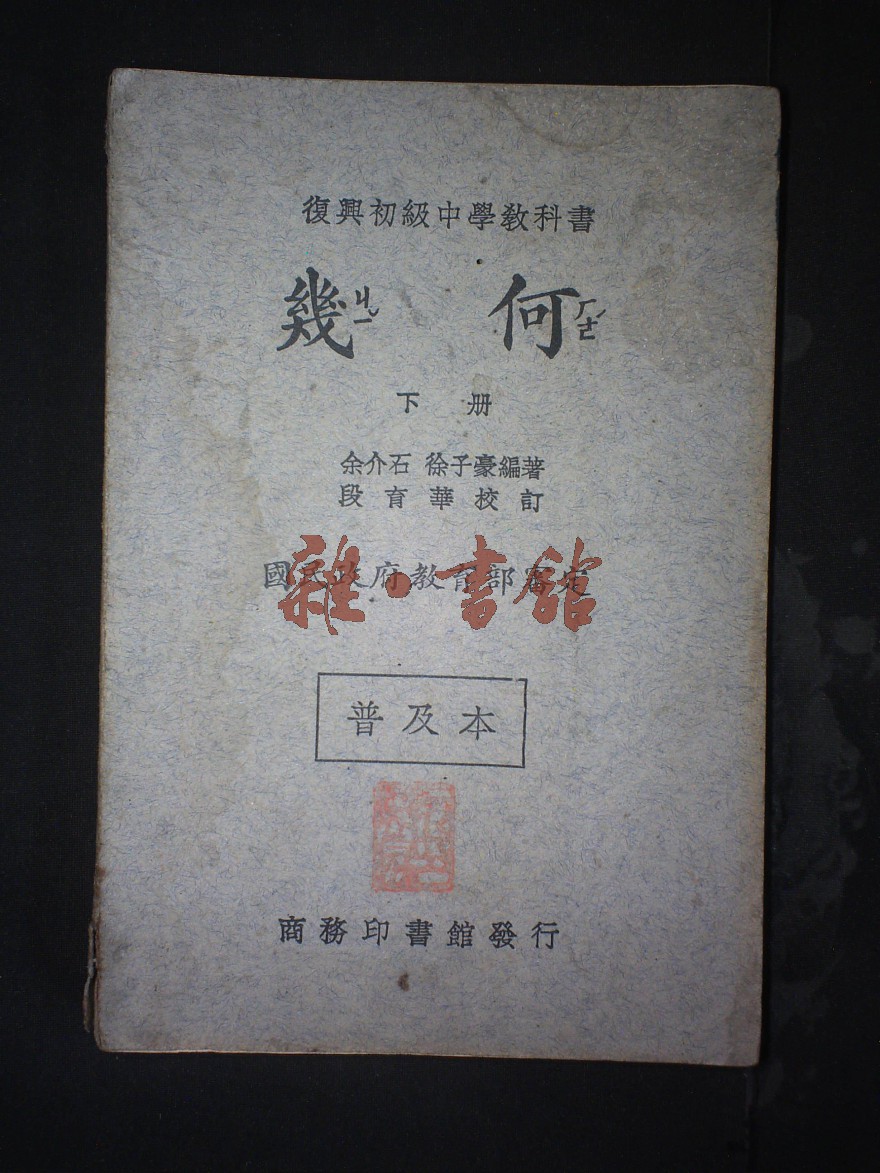 復興初級中學教科書
幾ㄐㄧˇ 何ㄏㄜˊ
下册
余介石 徐子豪編著
段育華校訂
國民政府教育部審定
雜·書館
普及本
商務印書館發行